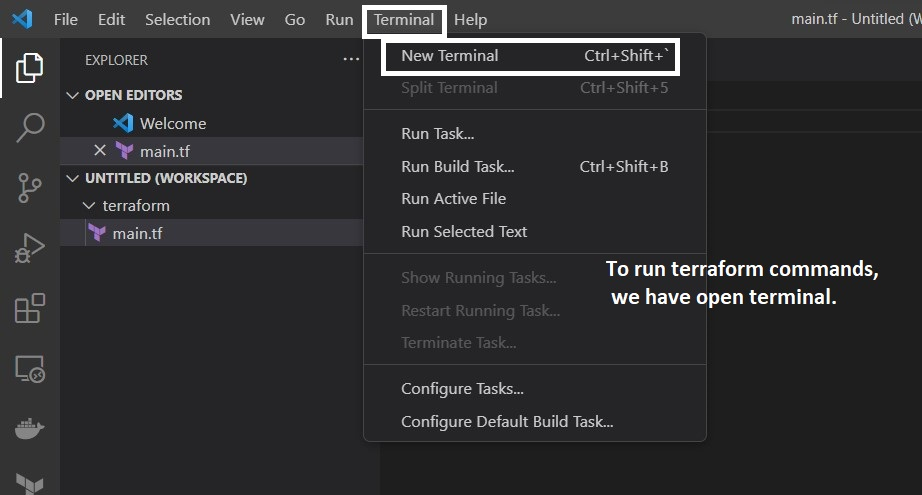 File Edit Selection View Go Run Terminal Help main.tf - Untitled (W
EXPLORER ...
OPEN EDITORS
Welcome
main.tf
UNTITLED (WORKSPACE)
terraform
main.tf
New Terminal Ctrl+Shift+`
Split Terminal Ctrl+Shift+5
Run Task...
Run Build Task... Ctrl+Shift+B
Run Active File
Run Selected Text
Show Running Tasks...
Restart Running Task...
Terminate Task...
Configure Tasks...
Configure Default Build Task...
To run terraform commands,
we have open terminal.